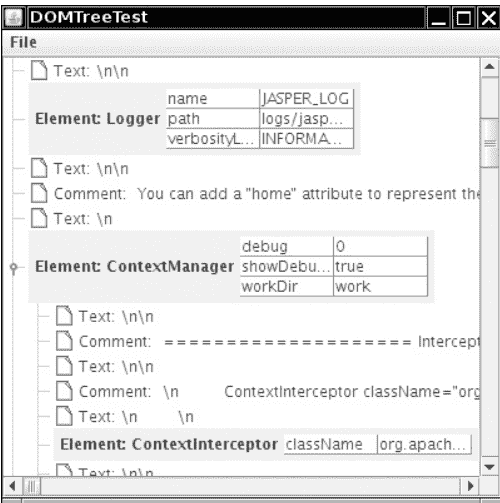 DOMTreeTest
File
Text: \n\n
Element: Logger
name JASPER_LOG
path logs/jasp...
verbosityL... INFORMA...
Text: \n\n
Comment: You can add a "home" attribute to represent the
Text: \n
Element: ContextManager
debug 0
showDebu... true
workDir work
Text: \n\n
Comment: ==================== Intercept
Text: \n\n
Comment: \n ContextInterceptor className="org
Text: \n \n
Element: ContextInterceptor className org.apach...
Text: \n\n